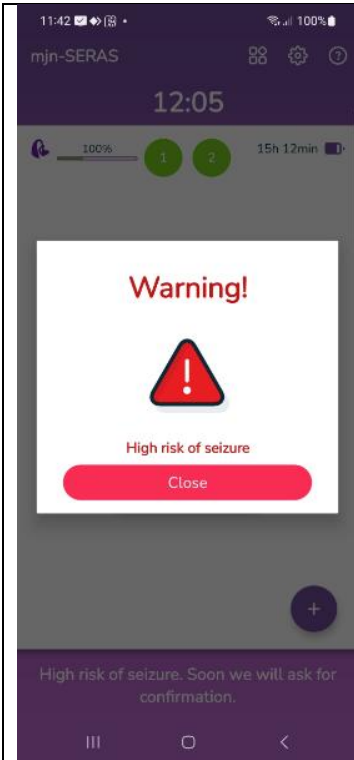 11:42 100%
mjn-SERAS
12:05
100% 1 2 15h 12min
Warning!
High risk of seizure
Close
+
High risk of seizure. Soon we will ask for
confirmation.